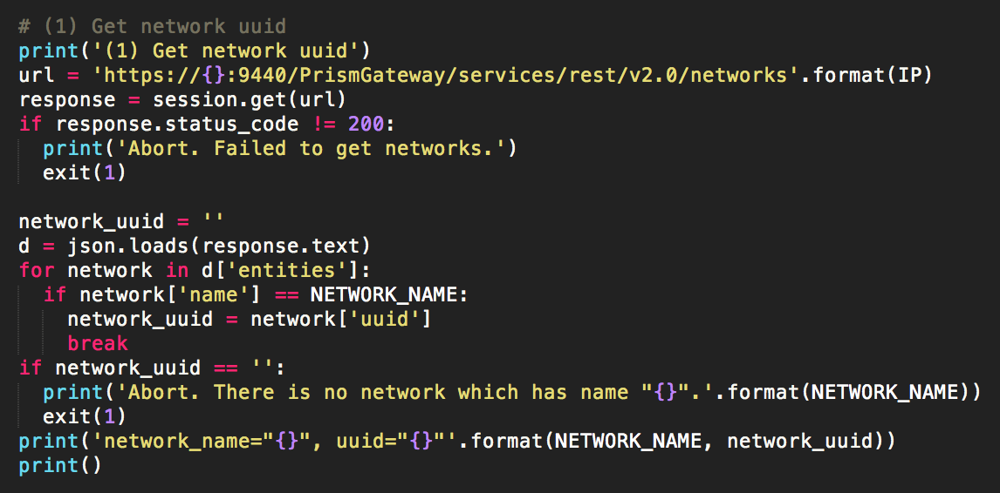 # (1) Get network uuid
print('(1) Get network uuid')
url = 'https://{}:9440/PrismGateway/services/rest/v2.0/networks'.format(IP)
response = session.get(url)
if response.status_code != 200:
  print('Abort. Failed to get networks.')
  exit(1)

network_uuid = ''
d = json.loads(response.text)
for network in d['entities']:
  if network['name'] == NETWORK_NAME:
    network_uuid = network['uuid']
    break
if network_uuid == '':
  print('Abort. There is no network which has name "{}".'.format(NETWORK_NAME))
  exit(1)
print('network_name="{}", uuid="{}"'.format(NETWORK_NAME, network_uuid))
print()